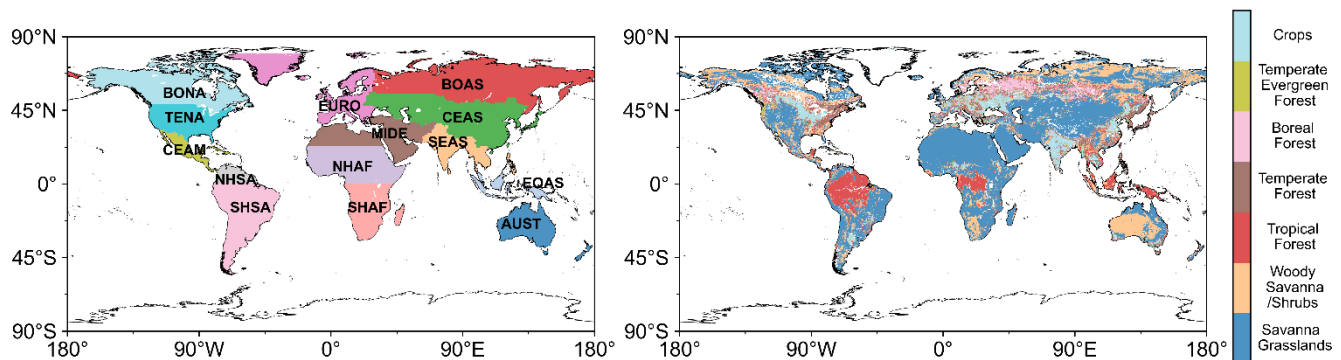 90°N
45°N
0°
45°S
90°S
180°
90°W
0°
90°E
180°
BONA
TENA
CEAM
NHSA
SHSA
EURO
MIDE
NHAF
SHAF
BOAS
CEAS
SEAS
EQAS
AUST
90°N
45°N
0°
45°S
90°S
180°
90°W
0°
90°E
180°
Crops
Temperate
Evergreen
Forest
Boreal
Forest
Temperate
Forest
Tropical
Forest
Woody
Savanna
/Shrubs
Savanna
Grasslands